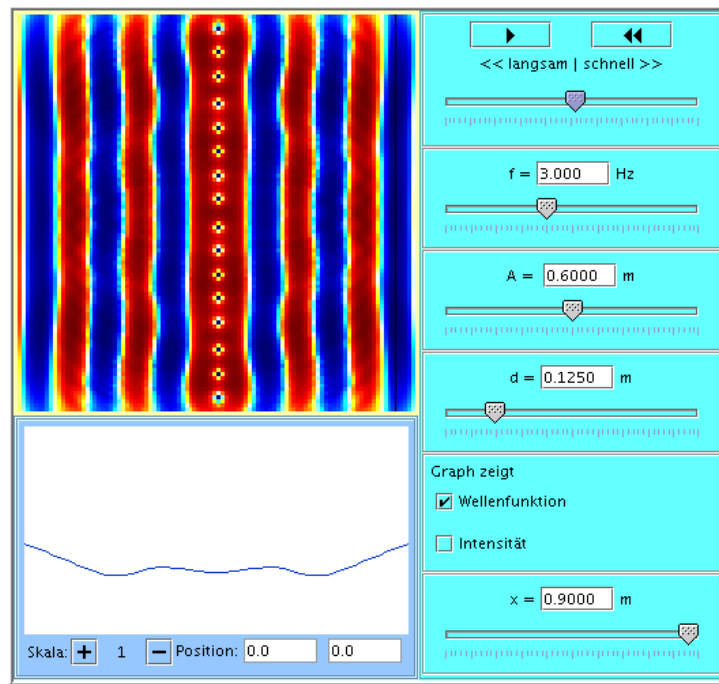 << langsam | schnell >>
f = 3.000 Hz
A = 0.6000 m
d = 0.1250 m
Graph zeigt
Wellenfunktion
Intensität
x = 0.9000 m
Skala: + 1 − Position: 0.0 0.0